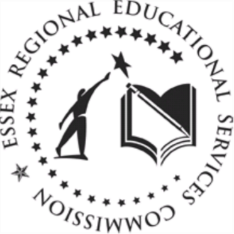 ESSEX REGIONAL EDUCATIONAL SERVICES COMMISSION